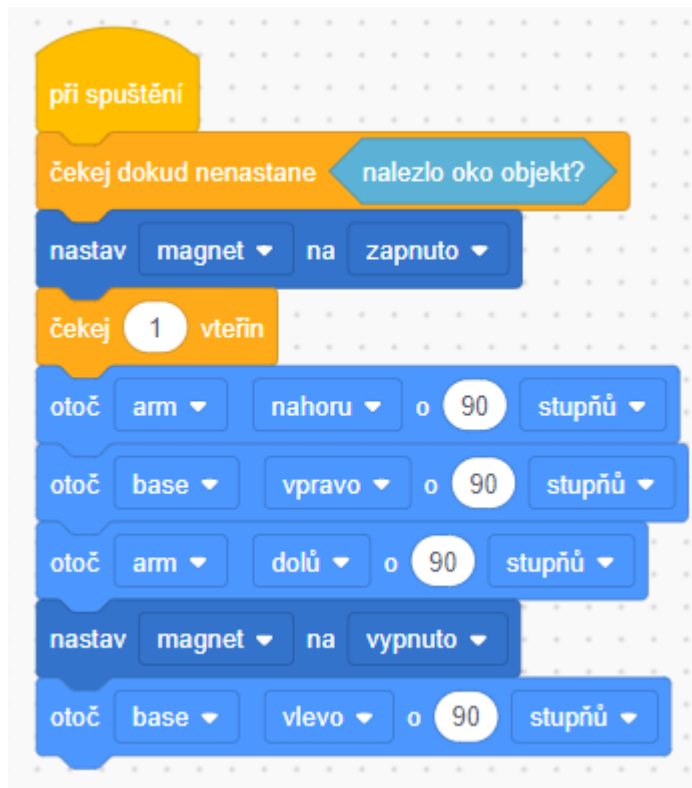 při spuštění
čekej dokud nenastane nalezlo oko objekt?
nastav magnet na zapnuto
čekej 1 vteřin
otoč arm nahoru o 90 stupňů
otoč base vpravo o 90 stupňů
otoč arm dolů o 90 stupňů
nastav magnet na vypnuto
otoč base vlevo o 90 stupňů